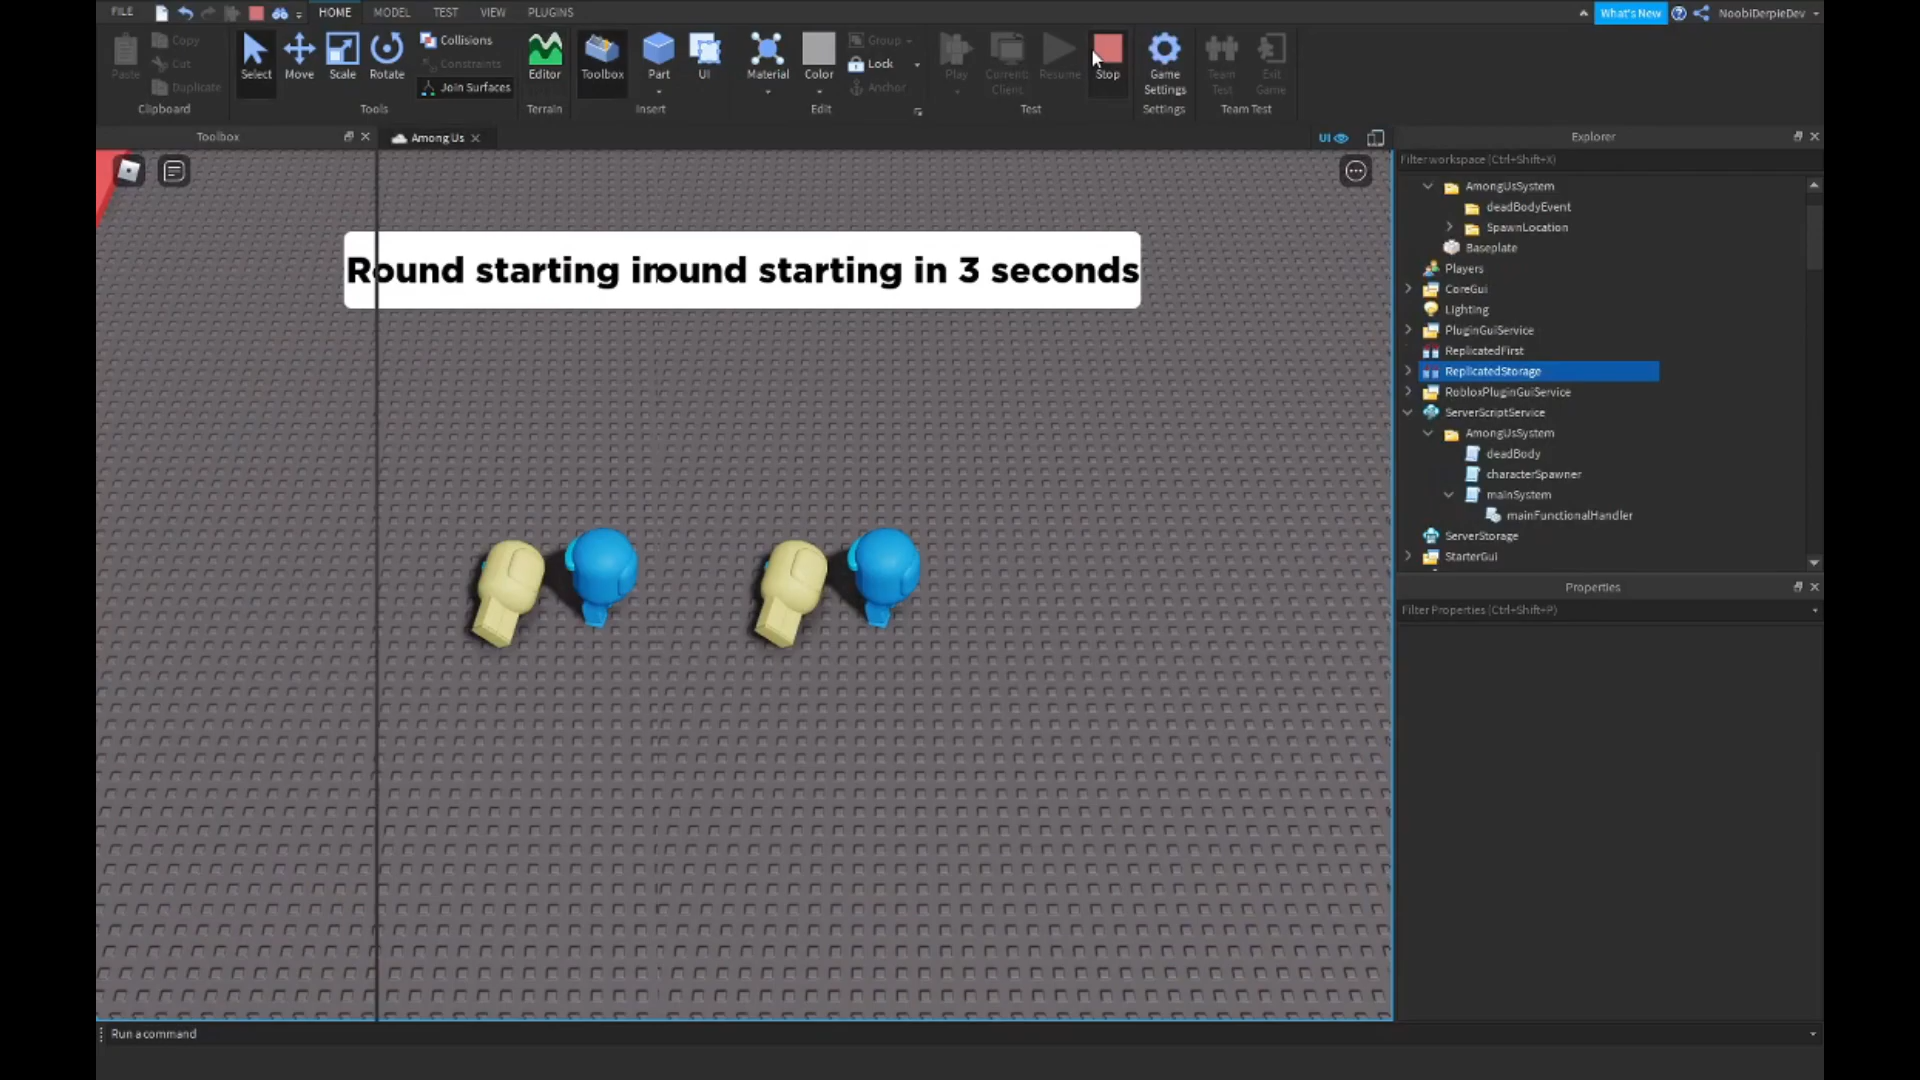 FILE HOME MODEL TEST VIEW PLUGINS What's New NoobiDerpieDev
Paste Copy Cut Duplicate
Clipboard
Select Move Scale Rotate Collisions Constraints Join Surfaces
Tools
Editor
Terrain
Toolbox Part UI
Insert
Material Color Group Lock Anchor
Edit
Play Current: Client Resume Stop
Test
Game Settings
Settings
Team Test Exit Game
Team Test
Toolbox
Among Us
UI
Round starting iround starting in 3 seconds
Explorer
Filter workspace (Ctrl+Shift+X)
AmongUsSystem
deadBodyEvent
SpawnLocation
Baseplate
Players
CoreGui
Lighting
PluginGuiService
ReplicatedFirst
ReplicatedStorage
RobloxPluginGuiService
ServerScriptService
AmongUsSystem
deadBody
characterSpawner
mainSystem
mainFunctionalHandler
ServerStorage
StarterGui
Properties
Filter Properties (Ctrl+Shift+P)
Run a command